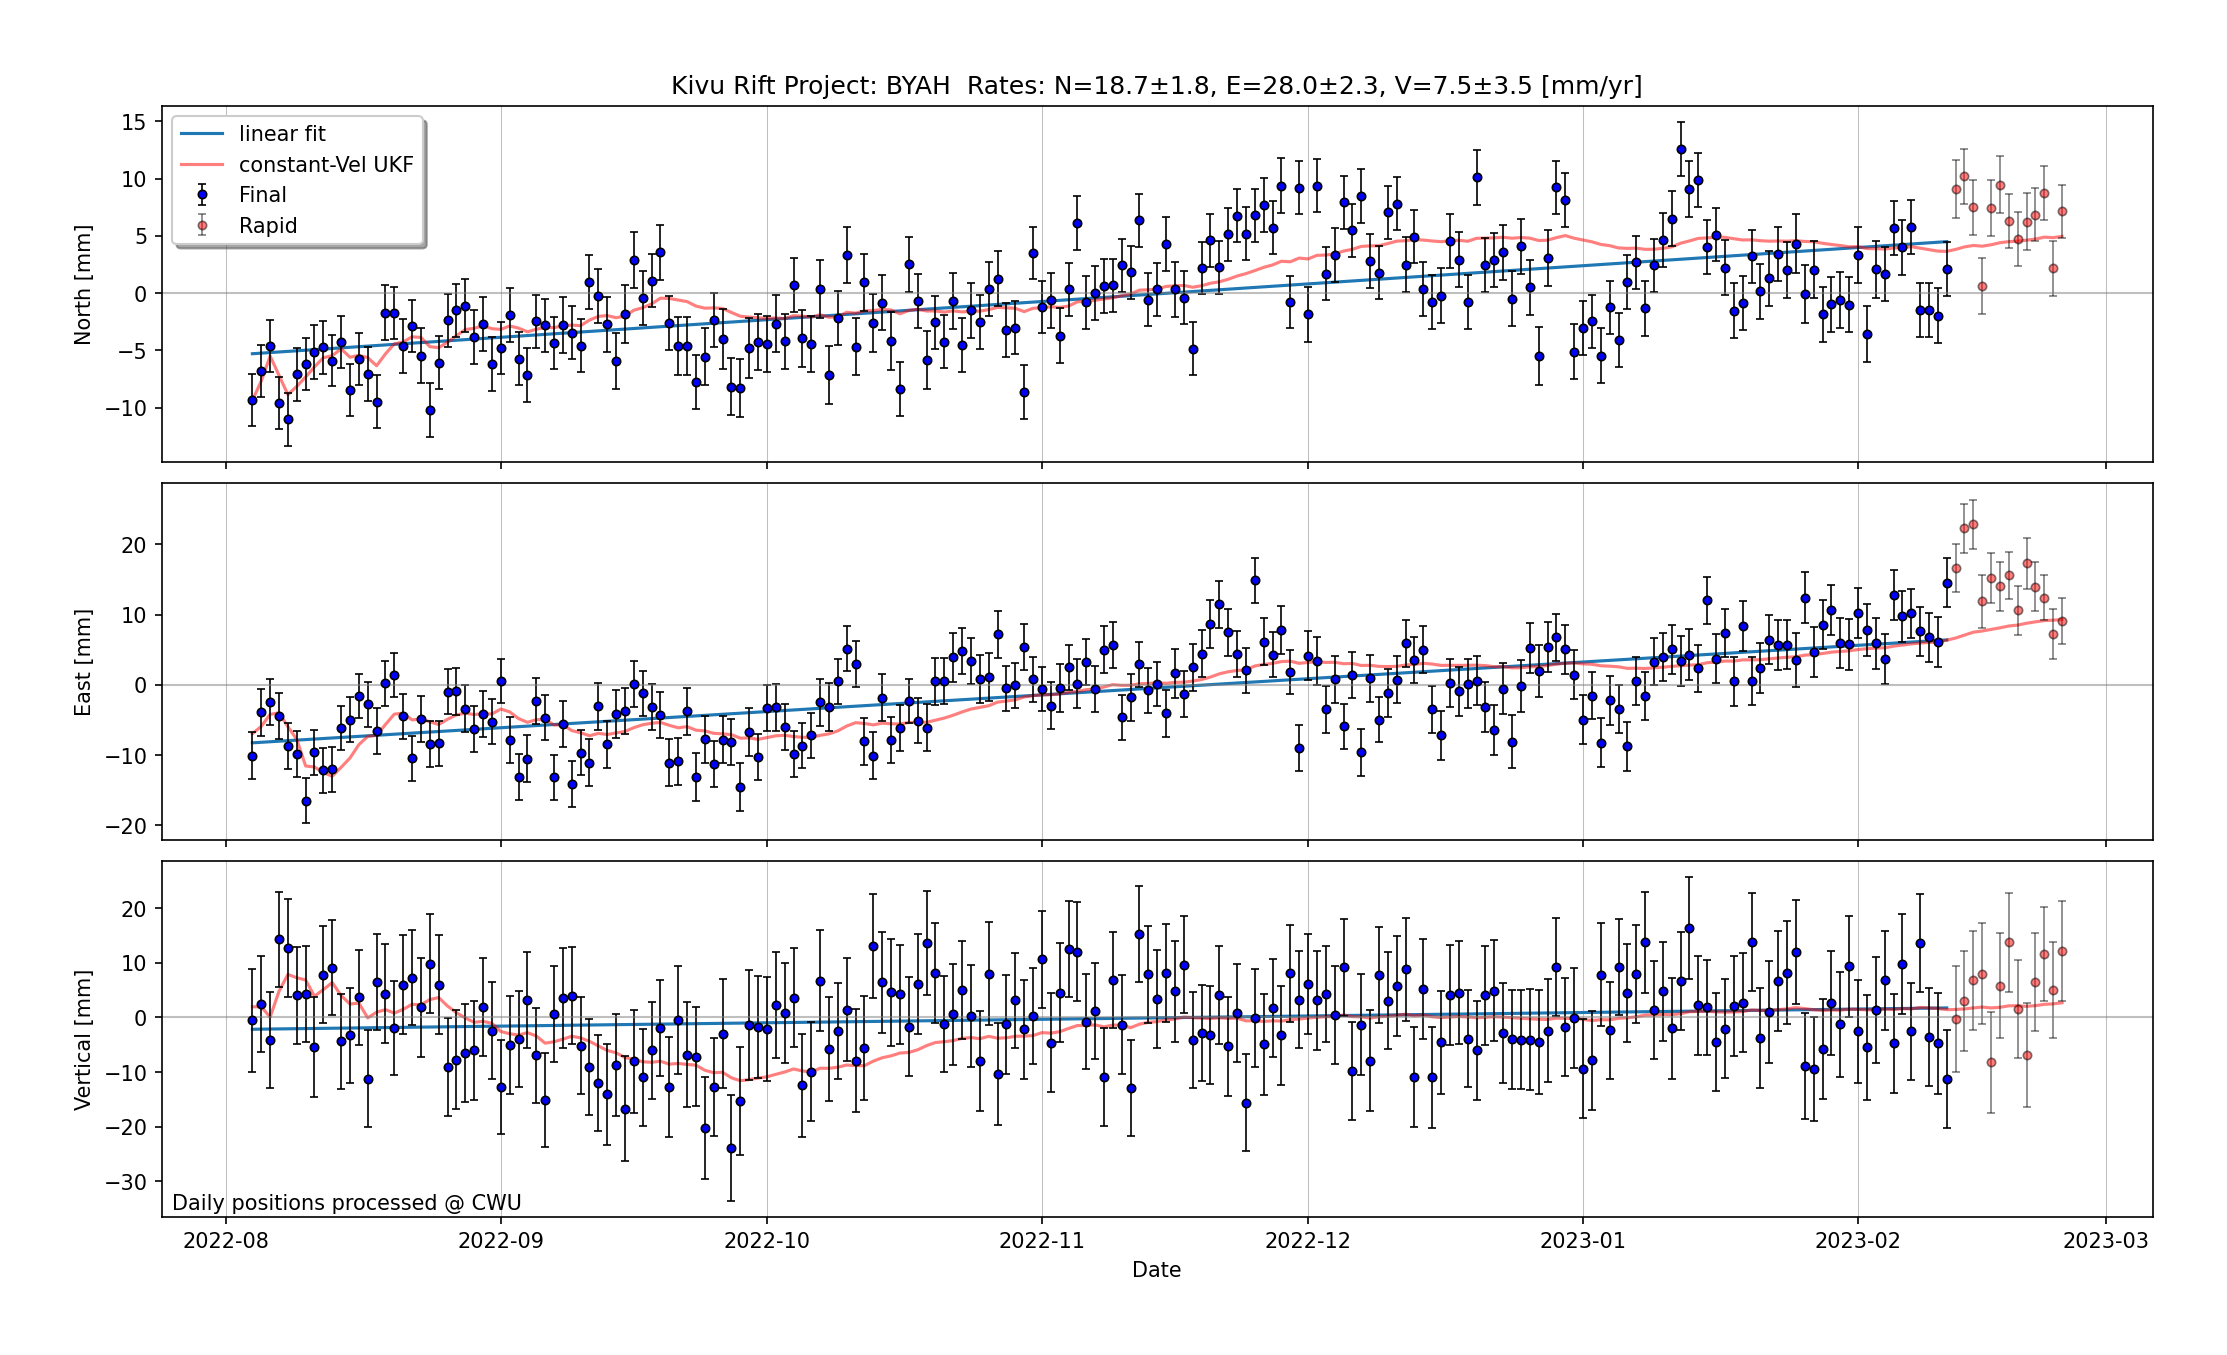 Kivu Rift Project: BYAH  Rates: N=18.7±1.8, E=28.0±2.3, V=7.5±3.5 [mm/yr]
linear fit
constant-Vel UKF
Final
Rapid
North [mm]
15
10
5
0
−5
−10
East [mm]
20
10
0
−10
−20
Vertical [mm]
20
10
0
−10
−20
−30
Daily positions processed @ CWU
2022-08 2022-09 2022-10 2022-11 2022-12 2023-01 2023-02 2023-03
Date